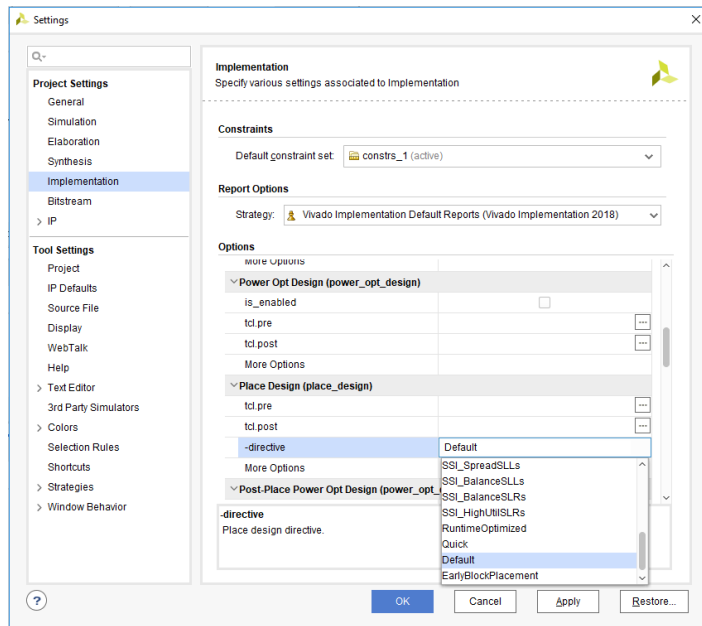 Settings
Q-
Project Settings
General
Simulation
Elaboration
Synthesis
Implementation
Bitstream
> IP
Tool Settings
Project
IP Defaults
Source File
Display
WebTalk
Help
> Text Editor
3rd Party Simulators
> Colors
Selection Rules
Shortcuts
> Strategies
> Window Behavior
Implementation
Specify various settings associated to Implementation
Constraints
Default constraint set: constrs_1 (active)
Report Options
Strategy: Vivado Implementation Default Reports (Vivado Implementation 2018)
Options
More Options
Power Opt Design (power_opt_design)
is_enabled
tcl.pre ...
tcl.post ...
More Options
Place Design (place_design)
tcl.pre ...
tcl.post ...
-directive Default
More Options
Post-Place Power Opt Design (power_opt_
SSI_SpreadSLLs
SSI_BalanceSLLs
SSI_BalanceSLRs
SSI_HighUtilSLRs
RuntimeOptimized
Quick
Default
EarlyBlockPlacement
-directive
Place design directive.
? OK Cancel Apply Restore...